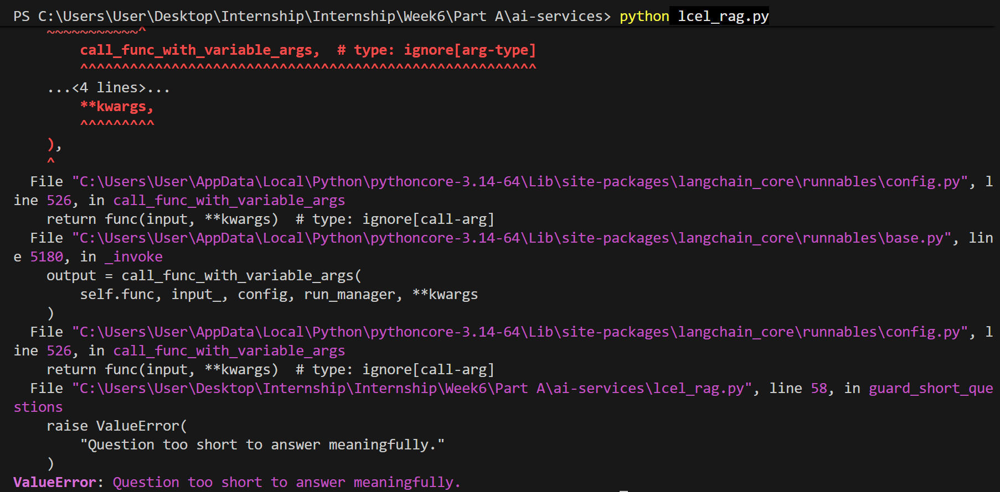 PS C:\Users\User\Desktop\Internship\Internship\Week6\Part A\ai-services> python lcel_rag.py
    ~~~~~~~~~~~^
        call_func_with_variable_args,  # type: ignore[arg-type]
        ^^^^^^^^^^^^^^^^^^^^^^^^^^^^^^^^^^^^^^^^^^^^^^^^^^^^^^^
    ...<4 lines>...
        **kwargs,
        ^^^^^^^^^
    ),
    ^
  File "C:\Users\User\AppData\Local\Python\pythoncore-3.14-64\Lib\site-packages\langchain_core\runnables\config.py", l
ine 526, in call_func_with_variable_args
    return func(input, **kwargs)  # type: ignore[call-arg]
  File "C:\Users\User\AppData\Local\Python\pythoncore-3.14-64\Lib\site-packages\langchain_core\runnables\base.py", lin
e 5180, in _invoke
    output = call_func_with_variable_args(
        self.func, input_, config, run_manager, **kwargs
    )
  File "C:\Users\User\AppData\Local\Python\pythoncore-3.14-64\Lib\site-packages\langchain_core\runnables\config.py", l
ine 526, in call_func_with_variable_args
    return func(input, **kwargs)  # type: ignore[call-arg]
  File "C:\Users\User\Desktop\Internship\Internship\Week6\Part A\ai-services\lcel_rag.py", line 58, in guard_short_que
stions
    raise ValueError(
        "Question too short to answer meaningfully."
    )
ValueError: Question too short to answer meaningfully.